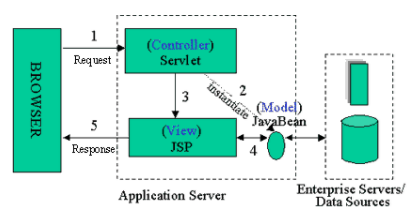 1
Request
BROWSER
(Controller)
Servlet
2
Instantiate
3
(Model)
JavaBean
5
Response
(View)
JSP
4
Application Server
Enterprise Servers/
Data Sources